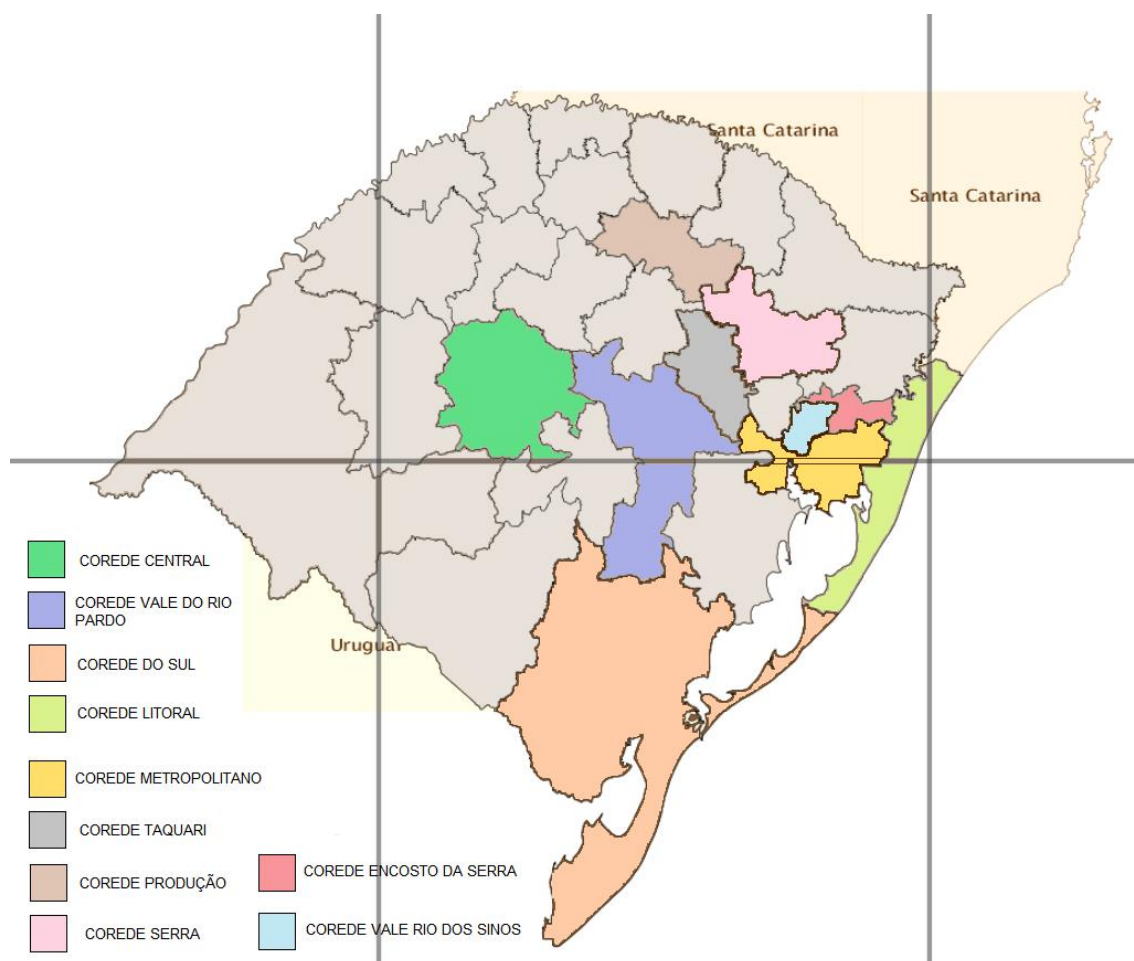 Santa Catarina
Santa Catarina
Uruguai
COREDE CENTRAL
COREDE VALE DO RIO
PARDO
COREDE DO SUL
COREDE LITORAL
COREDE METROPOLITANO
COREDE TAQUARI
COREDE PRODUÇÃO
COREDE SERRA
COREDE ENCOSTO DA SERRA
COREDE VALE RIO DOS SINOS